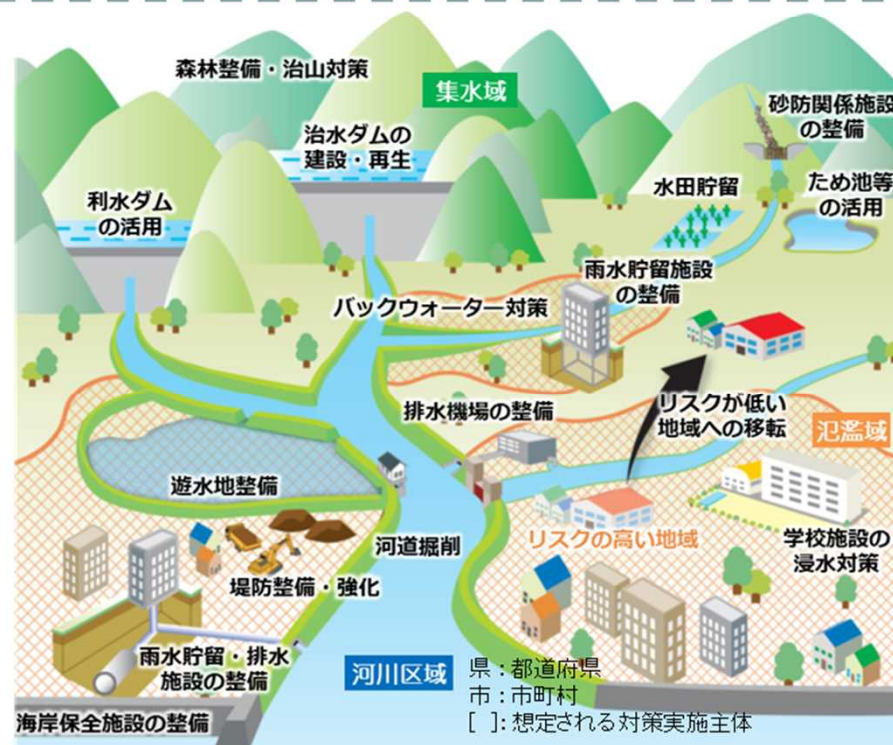 森林整備・治山対策
集水域
砂防関係施設
の整備
治水ダムの
建設・再生
水田貯留
ため池等
の活用
利水ダム
の活用
雨水貯留施設
の整備
バックウォーター対策
排水機場の整備
リスクが低い
地域への移転
氾濫域
遊水地整備
河道掘削
リスクの高い地域
学校施設の
浸水対策
堤防整備・強化
雨水貯留・排水
施設の整備
河川区域
県：都道府県
市：市町村
[ ]：想定される対策実施主体
海岸保全施設の整備